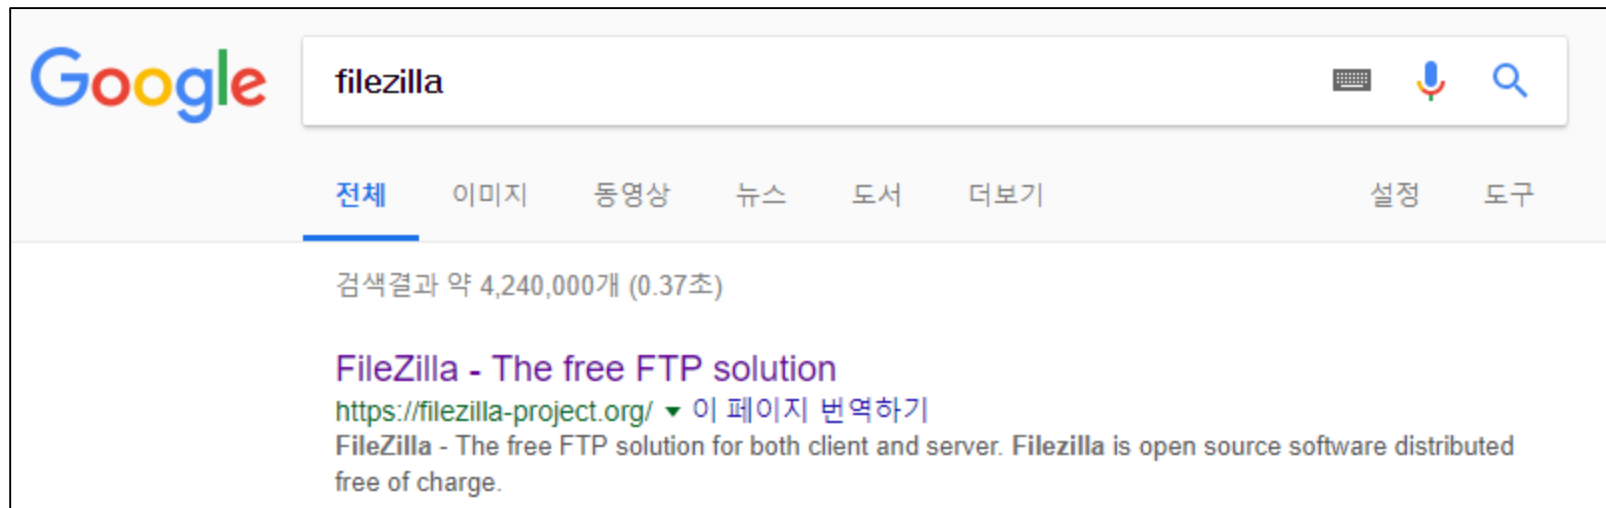 Google filezilla
전체 이미지 동영상 뉴스 도서 더보기 설정 도구
검색결과 약 4,240,000개 (0.37초)
FileZilla - The free FTP solution
https://filezilla-project.org/ ▼ 이 페이지 번역하기
FileZilla - The free FTP solution for both client and server. Filezilla is open source software distributed
free of charge.